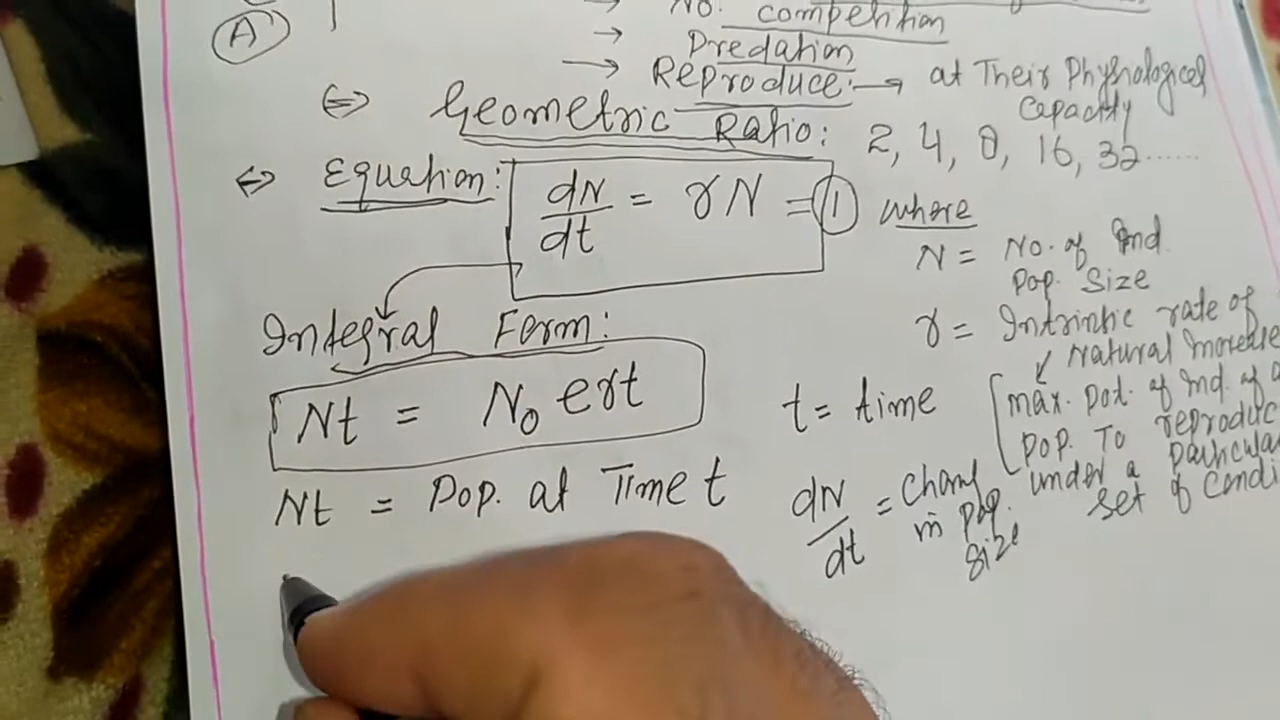 → No. competition
(A)
→ Predation
→ Reproduce: → at Their Physiological Capacity
⇔ Geometric Ratio: 2, 4, 8, 16, 32......
⇔ Equation: dN/dt = rN = (1) where
N = No. of Ind. Pop. Size
r = Intrinsic rate of Natural increase
Integral Form:
Nt = N₀ ert
t = time
[max. pot. of Ind. of a
pop. To reproduc
under a particular
set of Condi
Nt = Pop. at Time t
dN/dt = Chang in pop. Size